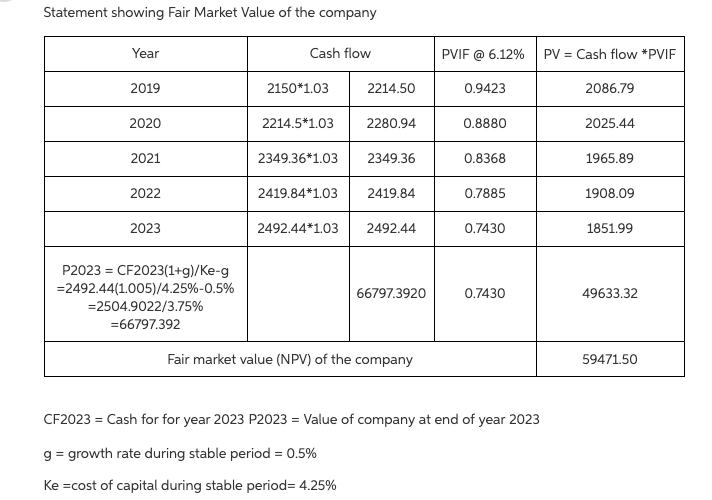 Statement showing Fair Market Value of the company
Year Cash flow PVIF @ 6.12% PV = Cash flow *PVIF
2019 2150*1.03 2214.50 0.9423 2086.79
2020 2214.5*1.03 2280.94 0.8880 2025.44
2021 2349.36*1.03 2349.36 0.8368 1965.89
2022 2419.84*1.03 2419.84 0.7885 1908.09
2023 2492.44*1.03 2492.44 0.7430 1851.99
P2023 = CF2023(1+g)/Ke-g
=2492.44(1.005)/4.25%-0.5%
=2504.9022/3.75%
=66797.392
66797.3920 0.7430 49633.32
Fair market value (NPV) of the company 59471.50
CF2023 = Cash for for year 2023 P2023 = Value of company at end of year 2023
g = growth rate during stable period = 0.5%
Ke =cost of capital during stable period= 4.25%